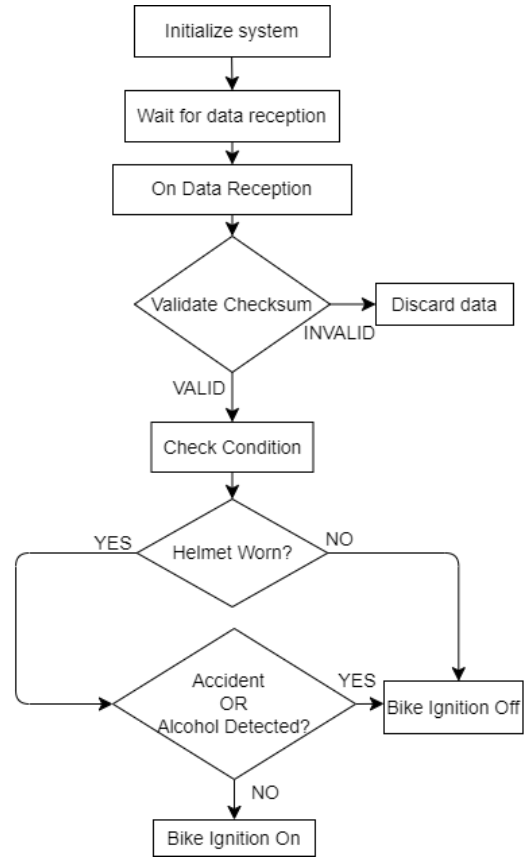 Initialize system
Wait for data reception
On Data Reception
Validate Checksum
Discard data
INVALID
VALID
Check Condition
YES
Helmet Worn?
NO
Accident
OR
Alcohol Detected?
YES
Bike Ignition Off
NO
Bike Ignition On